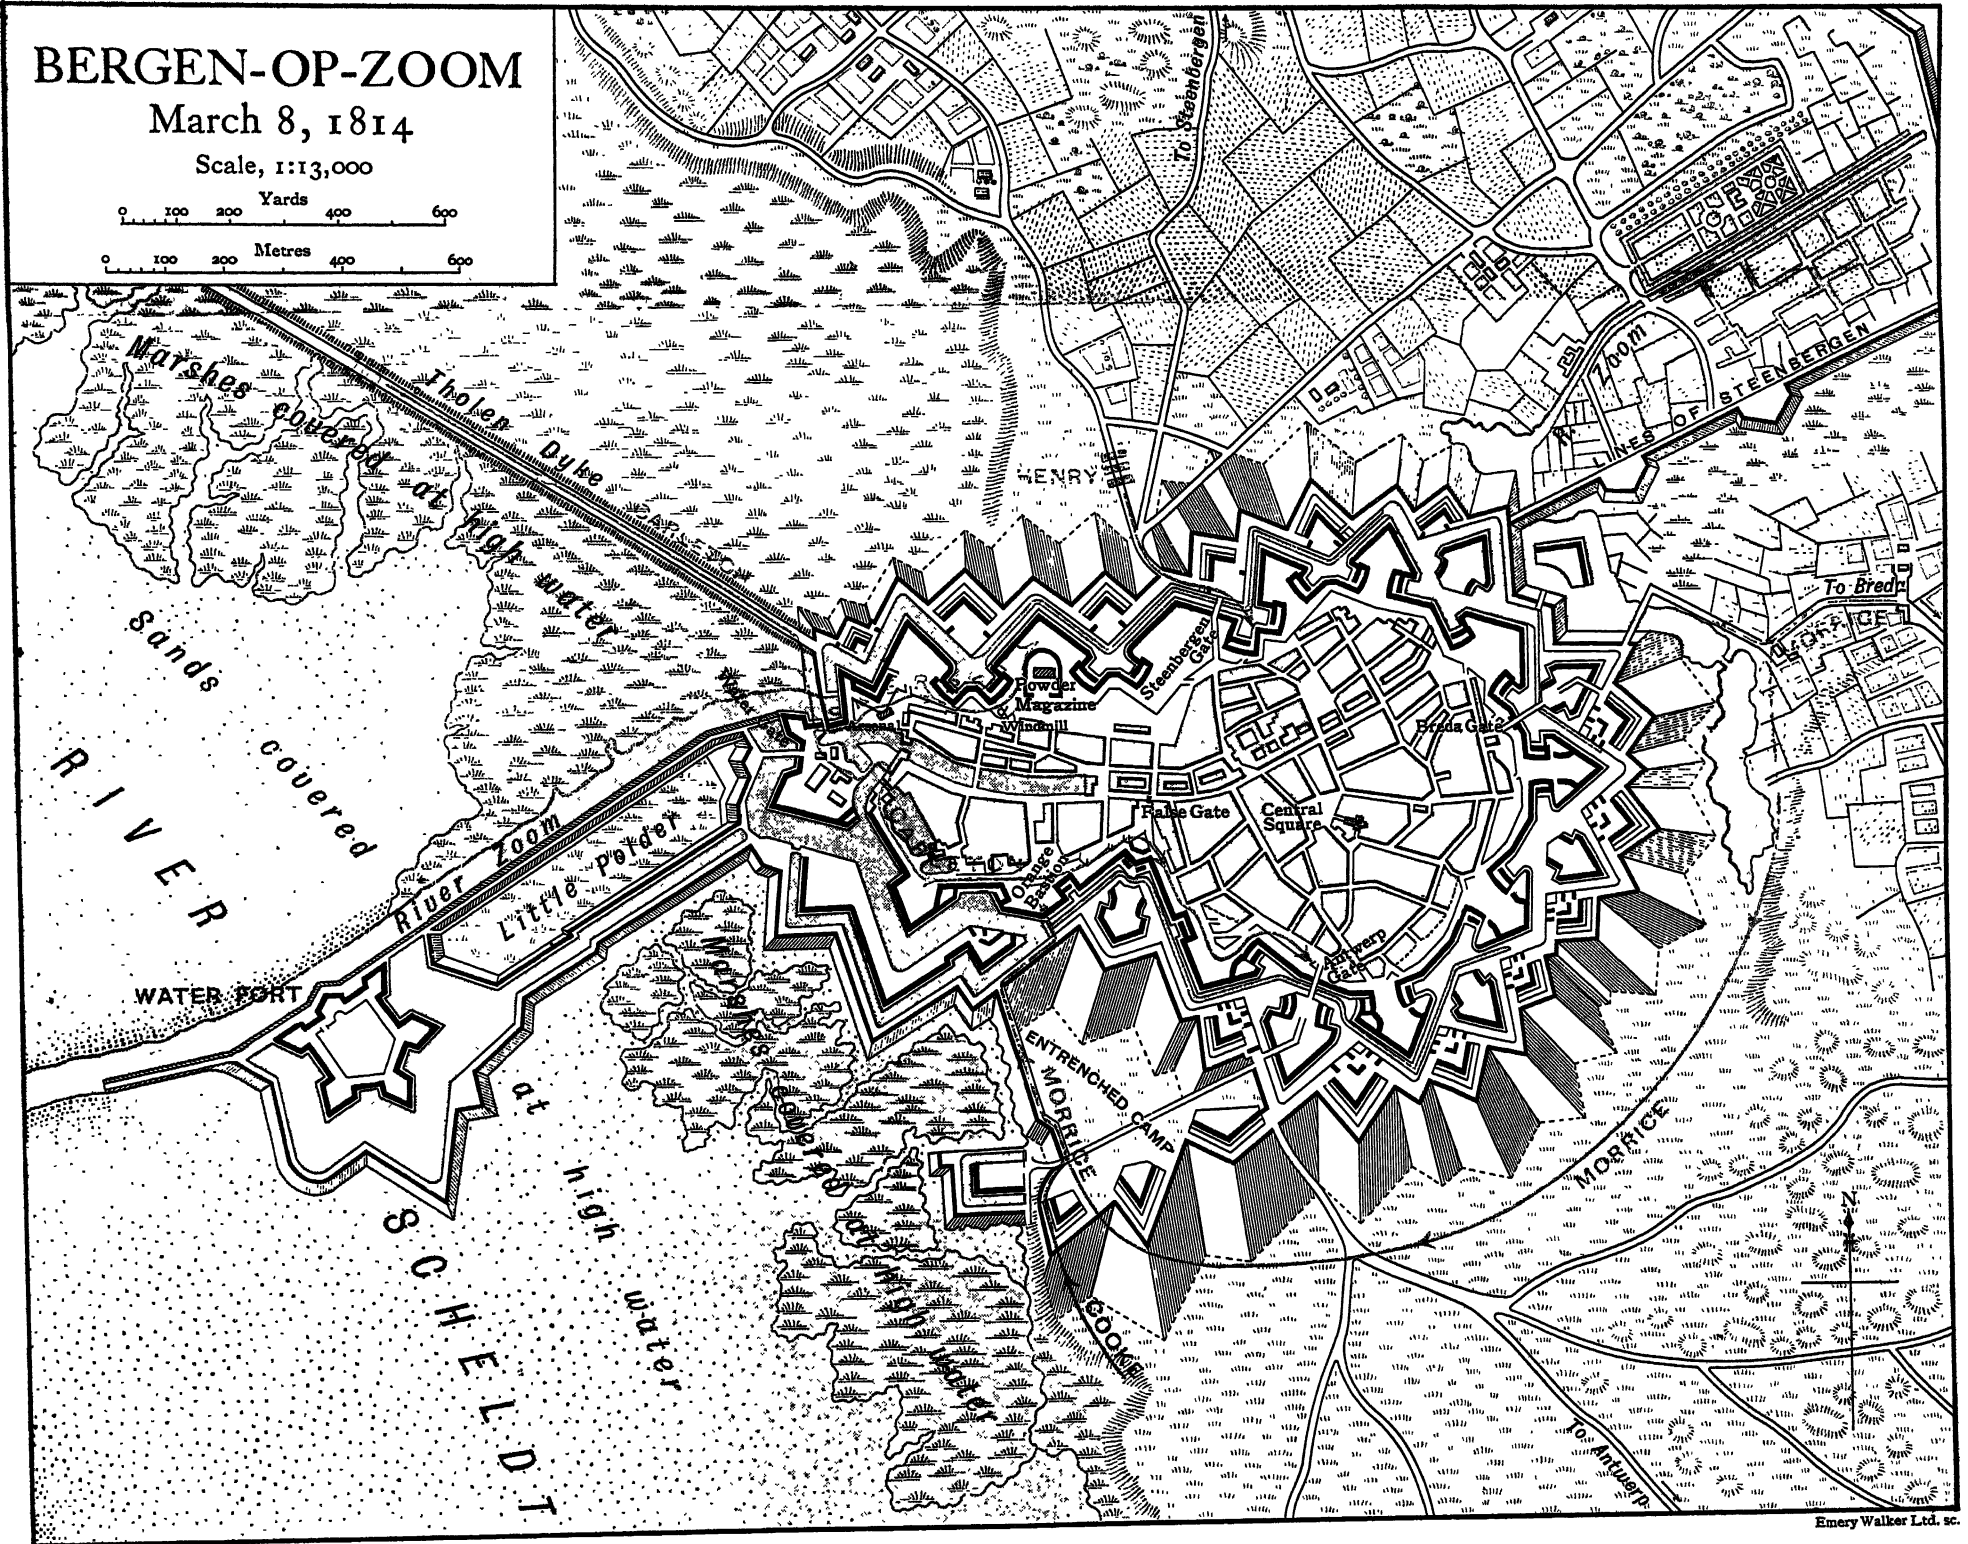 BERGEN-OP-ZOOM
March 8, 1814
Scale, 1:13,000
Yards
0 100 200 400 600
Metres
0 100 200 400 600
To Steenbergen
Zoom
R.
LINES OF STEENBERGEN
Marshes covered at high water
Tholen Dyke
HENRY
To Breda
Sands covered at high water
Steenbergen
Gate
Powder
Magazine
&
Windmill
Arsenal
Water
Breda Gate
RIVER SCHELDT
False Gate
Central
Square
River Zoom
Little Polder
Orange
Bastion
Antwerp
Gate
WATER PORT
Marshes covered at high water
ENTRENCHED CAMP
MORRICE
MORRICE
N
COOKE
To Antwerp
Emery Walker Ltd. sc.